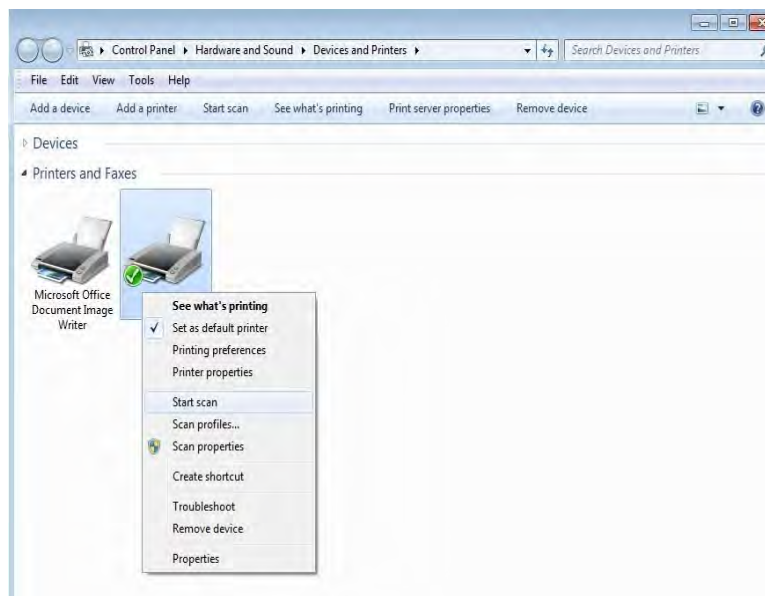 Control Panel Hardware and Sound Devices and Printers Search Devices and Printers
File Edit View Tools Help
Add a device Add a printer Start scan See what's printing Print server properties Remove device
Devices
Printers and Faxes
Microsoft Office
Document Image
Writer
See what's printing
Set as default printer
Printing preferences
Printer properties
Start scan
Scan profiles...
Scan properties
Create shortcut
Troubleshoot
Remove device
Properties